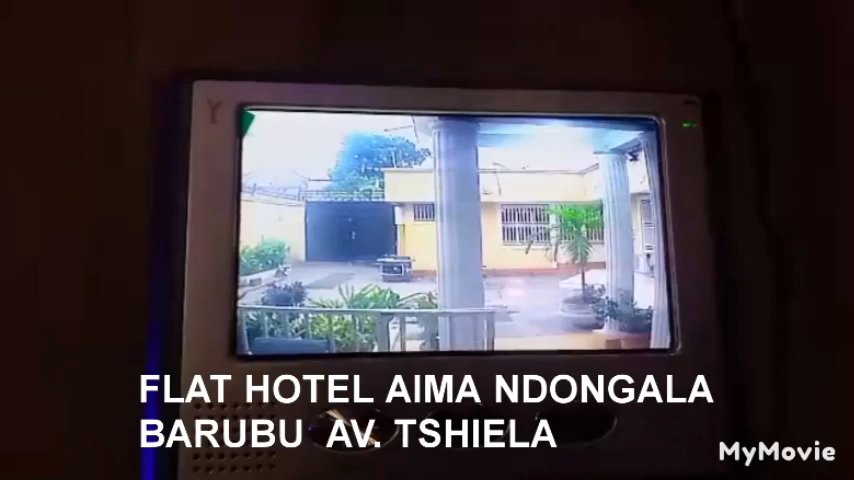 Y
FLAT HOTEL AIMA NDONGALA
BARUBU AV. TSHIELA
MyMovie